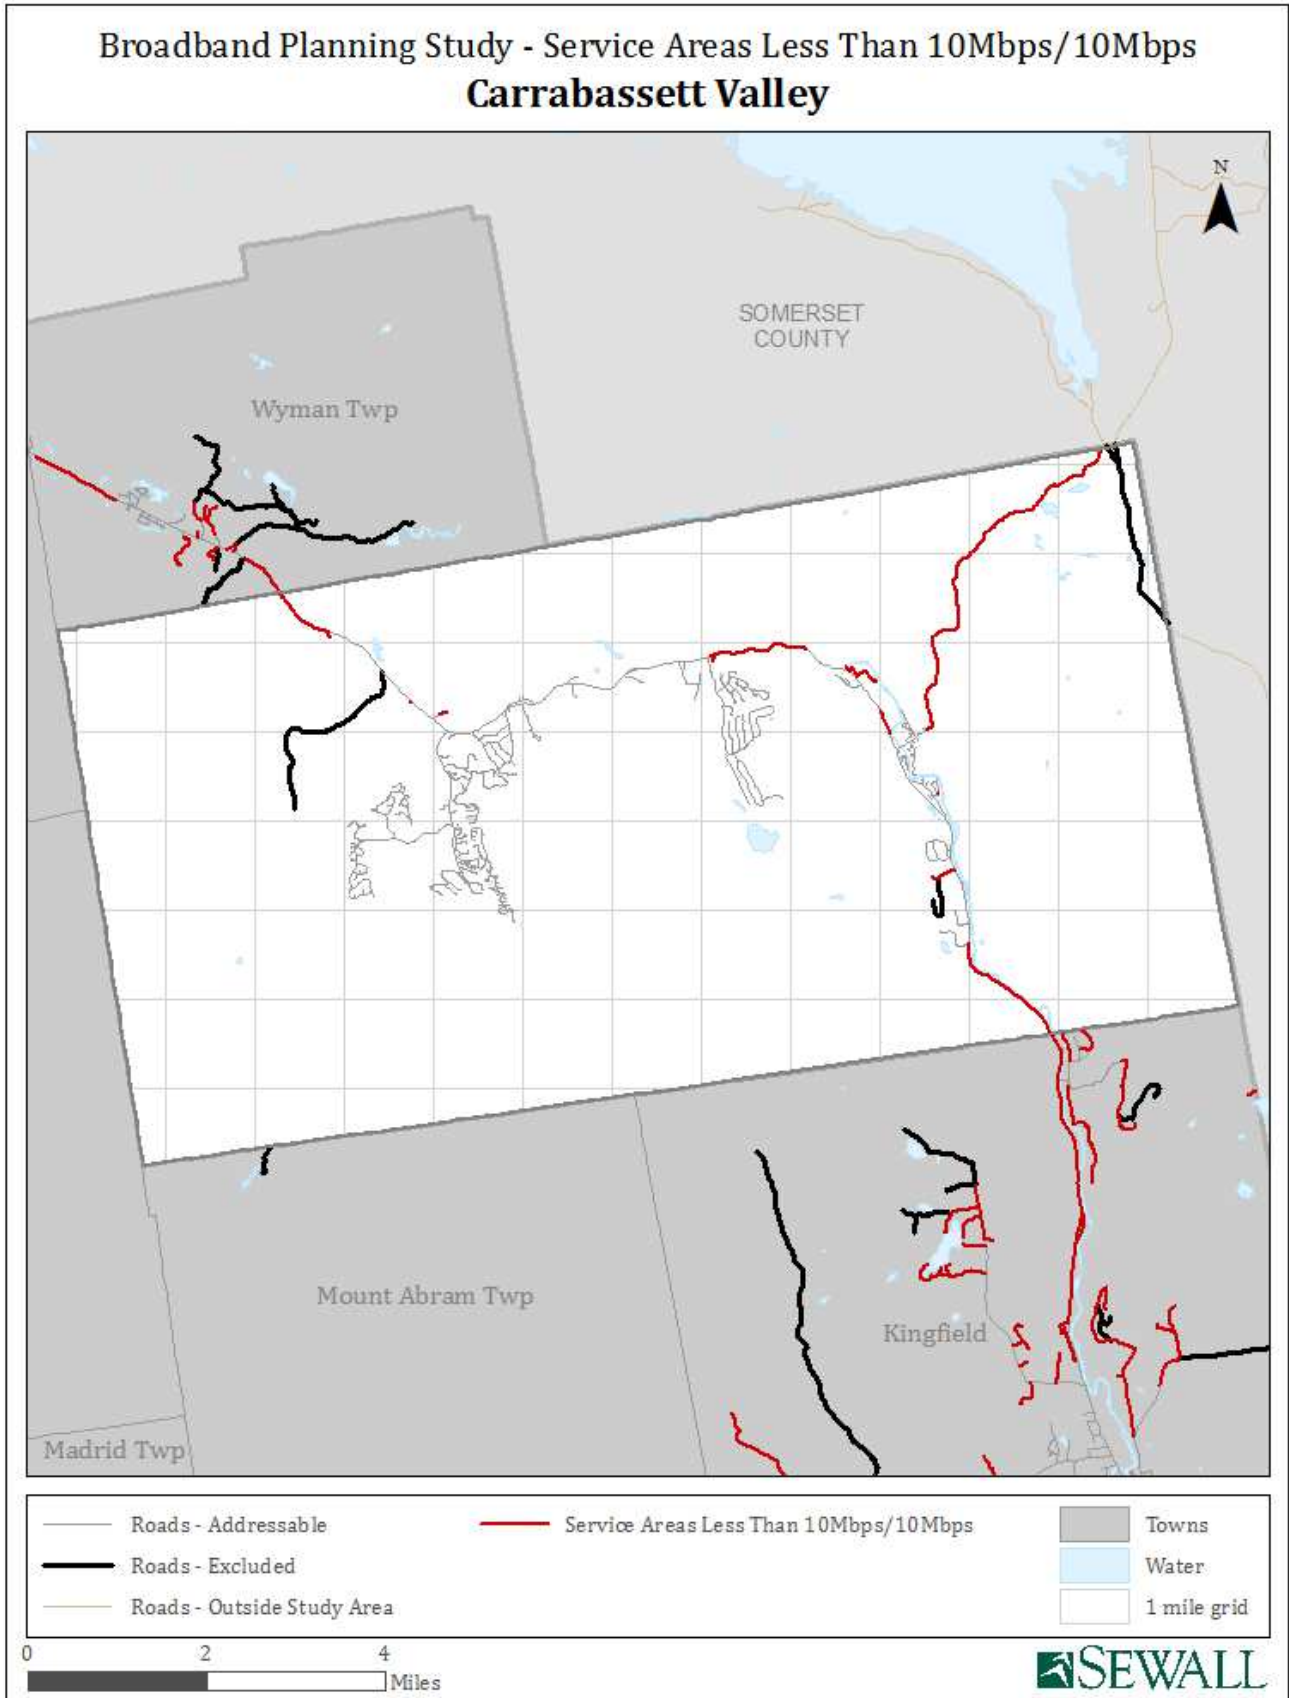 Broadband Planning Study - Service Areas Less Than 10Mbps/10Mbps
Carrabassett Valley
N
SOMERSET
COUNTY
Wyman Twp
Mount Abram Twp
Kingfield
Madrid Twp
Roads - Addressable
Service Areas Less Than 10Mbps/10Mbps
Towns
Roads - Excluded
Water
Roads - Outside Study Area
1 mile grid
0 2 4
Miles
SEWALL